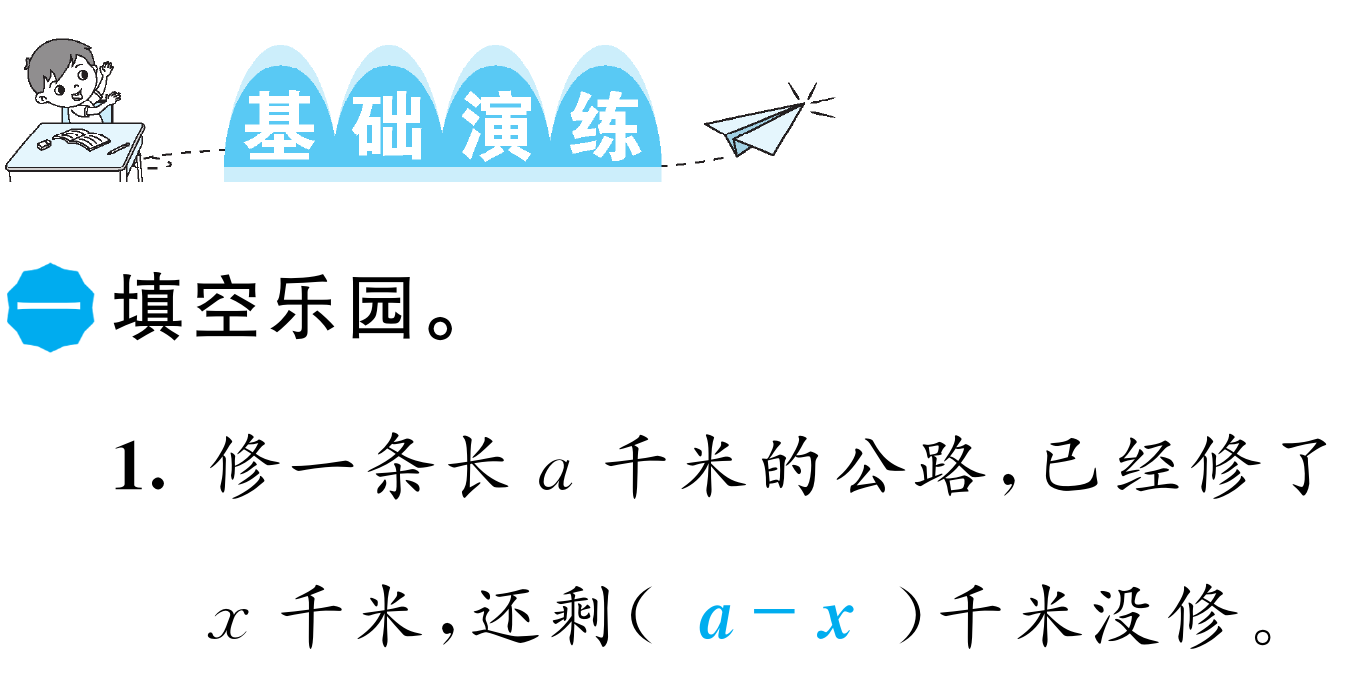 基础演练
一 填空乐园。
1. 修一条长 a 千米的公路,已经修了
x 千米,还剩( a－x )千米没修。